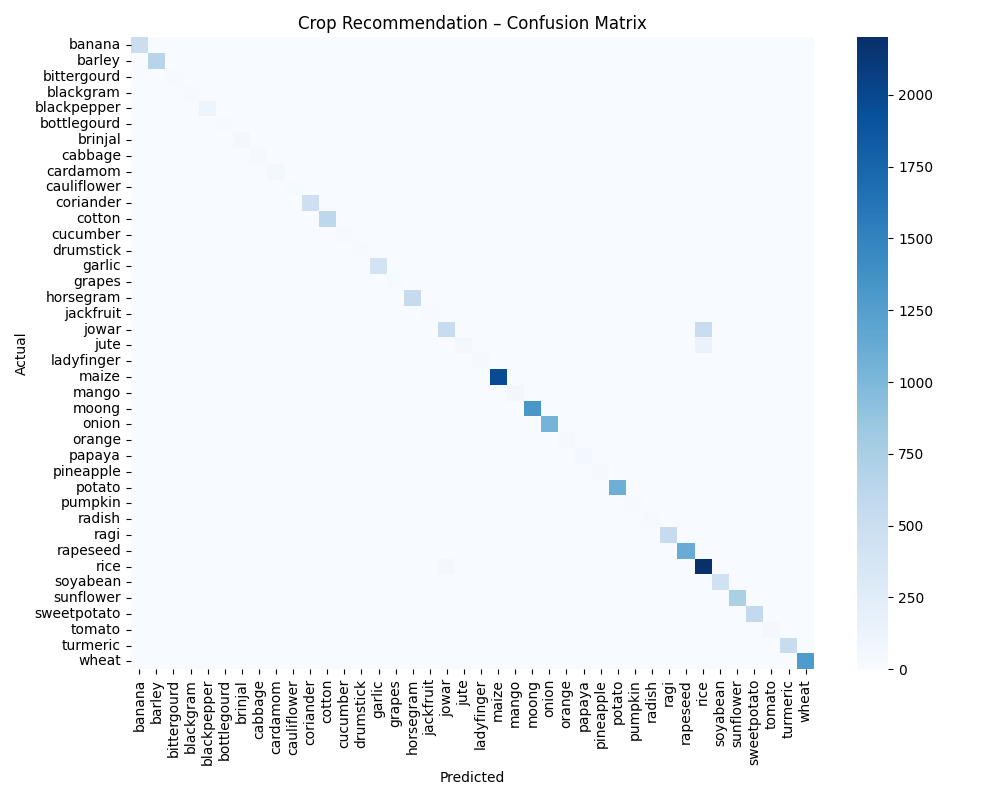 Crop Recommendation – Confusion Matrix
Actual
banana
barley
bittergourd
blackgram
blackpepper
bottlegourd
brinjal
cabbage
cardamom
cauliflower
coriander
cotton
cucumber
drumstick
garlic
grapes
horsegram
jackfruit
jowar
jute
ladyfinger
maize
mango
moong
onion
orange
papaya
pineapple
potato
pumpkin
radish
ragi
rapeseed
rice
soyabean
sunflower
sweetpotato
tomato
turmeric
wheat
banana
barley
bittergourd
blackgram
blackpepper
bottlegourd
brinjal
cabbage
cardamom
cauliflower
coriander
cotton
cucumber
drumstick
garlic
grapes
horsegram
jackfruit
jowar
jute
ladyfinger
maize
mango
moong
onion
orange
papaya
pineapple
potato
pumpkin
radish
ragi
rapeseed
rice
soyabean
sunflower
sweetpotato
tomato
turmeric
wheat
Predicted
2000
1750
1500
1250
1000
750
500
250
0